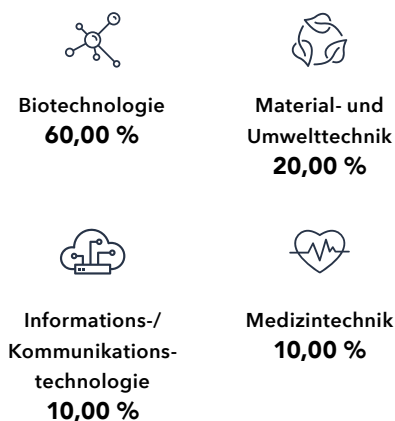 Biotechnologie
60,00 %
Material- und
Umwelttechnik
20,00 %
Informations-/
Kommunikations-
technologie
10,00 %
Medizintechnik
10,00 %